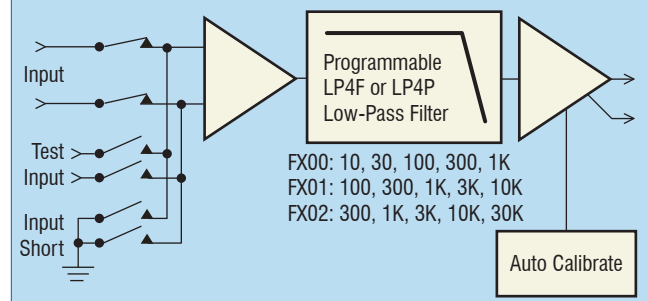 Input
Test
Input
Input
Short
Programmable
LP4F or LP4P
Low-Pass Filter
FX00: 10, 30, 100, 300, 1K
FX01: 100, 300, 1K, 3K, 10K
FX02: 300, 1K, 3K, 10K, 30K
Auto Calibrate